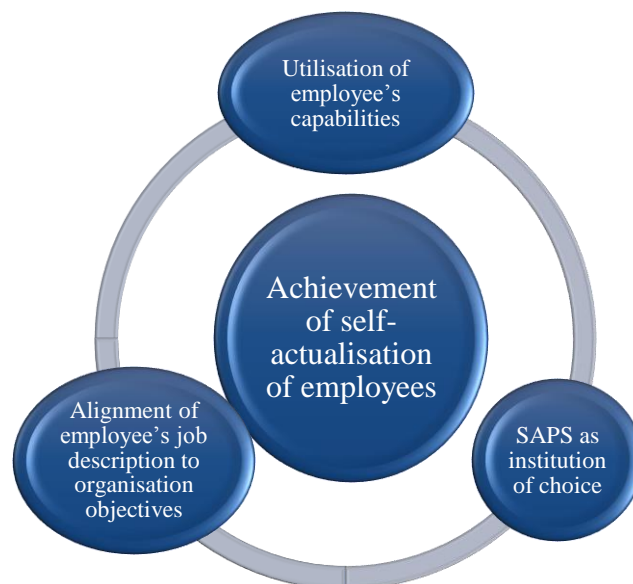 Utilisation of
employee’s
capabilities
Achievement
of self-
actualisation
of employees
Alignment of
employee’s job
description to
organisation
objectives
SAPS as
institution
of choice